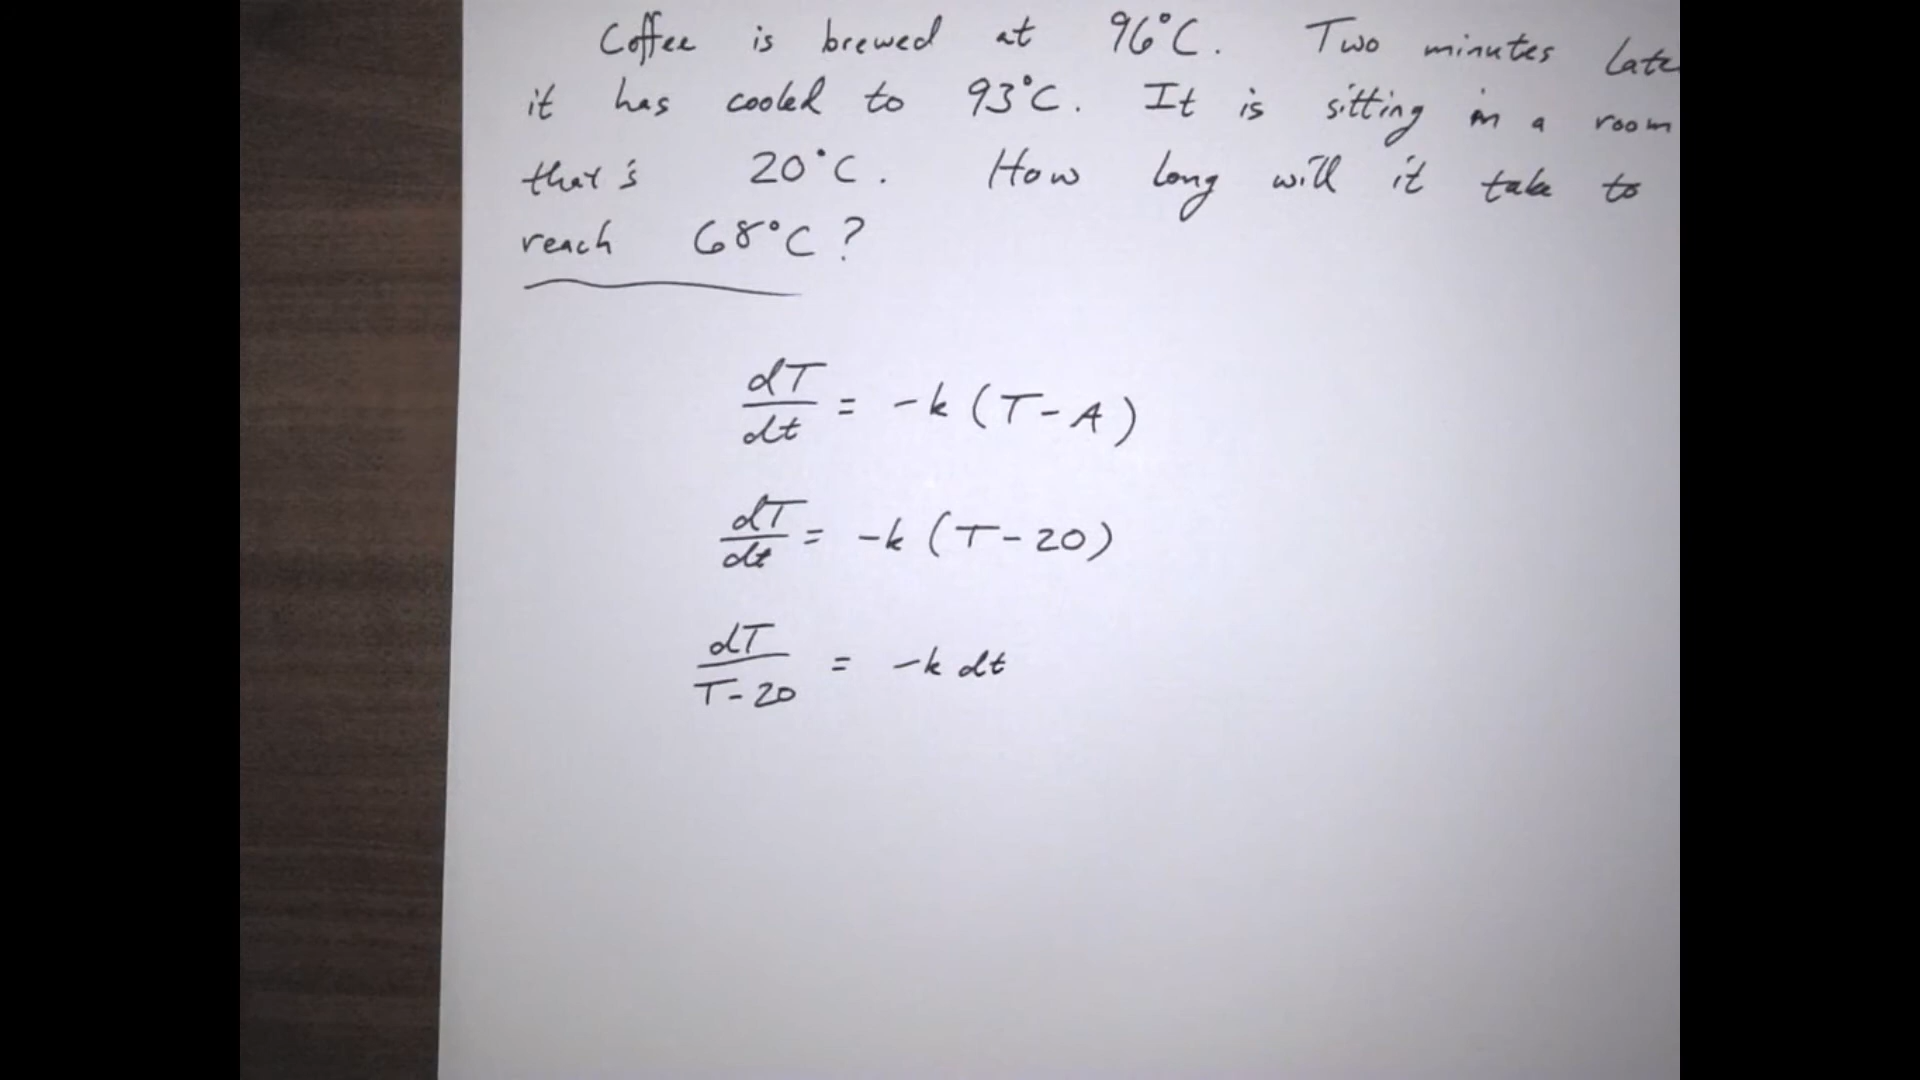 Coffee is brewed at 96°C. Two minutes
it has cooled to 93°C. It is sitting in a room
that's 20°C. How long will it take to
reach 68°C?
dT/dt = -k (T - A)
dT/dt = -k (T - 20)
dT/T - 20 = -k dt